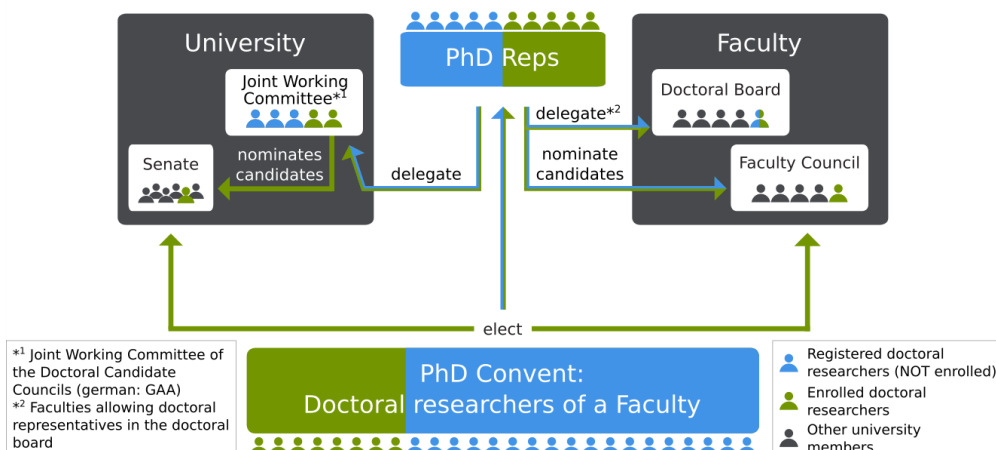 University
Joint Working
Committee*1
Senate
nominates
candidates
delegate
PhD Reps
Faculty
Doctoral Board
delegate*2
nominate
candidates
Faculty Council
elect
*1 Joint Working Committee of
the Doctoral Candidate
Councils (german: GAA)
*2 Faculties allowing doctoral
representatives in the doctoral
board
PhD Convent:
Doctoral researchers of a Faculty
Registered doctoral
researchers (NOT enrolled)
Enrolled doctoral
researchers
Other university
members